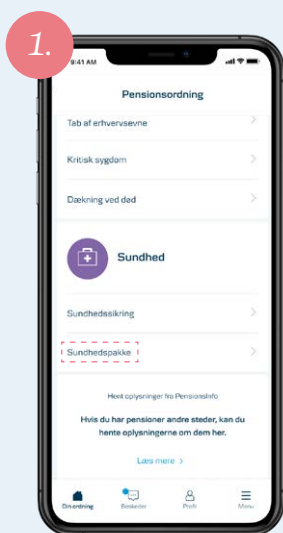 1.
9:41 AM
Pensionsordning
Tab af erhvervsevne
Kritisk sygdom
Dækning ved død
Sundhed
Sundhedssikring
Sundhedspakke
Hent oplysninger fra PensionsInfo
Hvis du har pensioner andre steder, kan du
hente oplysningerne om dem her.
Læs mere >
Din ordning Beskeder Profil Menu